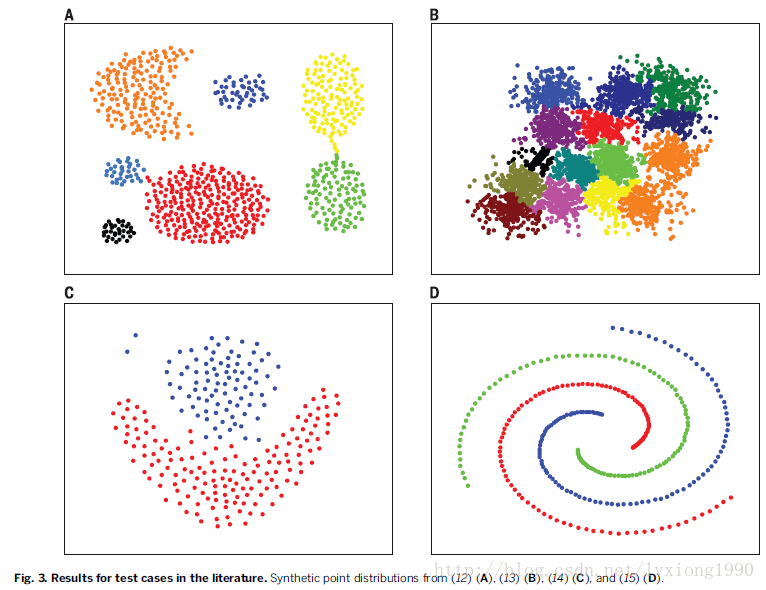 A
B
C
D
http://blog.csdn.net/lyxiong1990
Fig. 3. Results for test cases in the literature. Synthetic point distributions from (12) (A), (13) (B), (14) (C), and (15) (D).